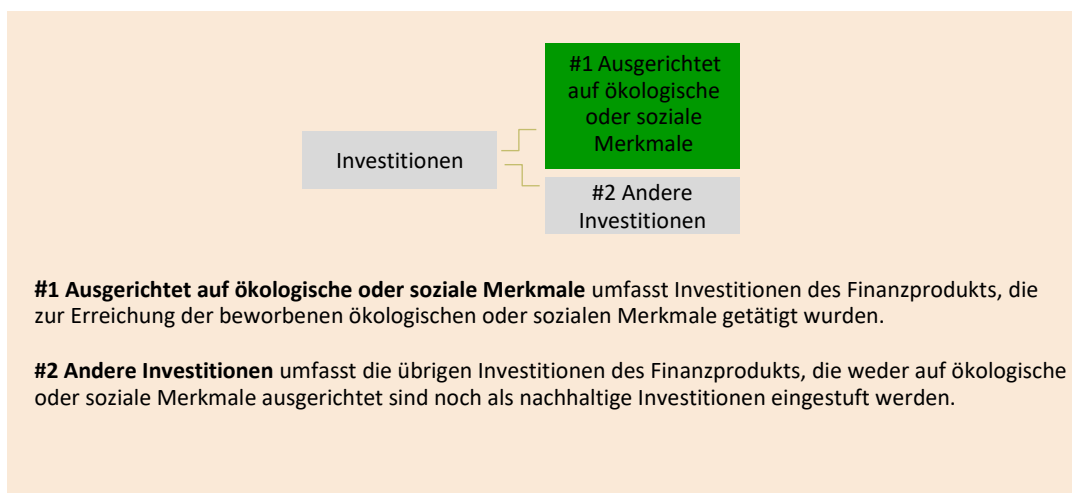 #1 Ausgerichtet
auf ökologische
oder soziale
Merkmale
Investitionen
#2 Andere
Investitionen
#1 Ausgerichtet auf ökologische oder soziale Merkmale umfasst Investitionen des Finanzprodukts, die
zur Erreichung der beworbenen ökologischen oder sozialen Merkmale getätigt wurden.
#2 Andere Investitionen umfasst die übrigen Investitionen des Finanzprodukts, die weder auf ökologische
oder soziale Merkmale ausgerichtet sind noch als nachhaltige Investitionen eingestuft werden.